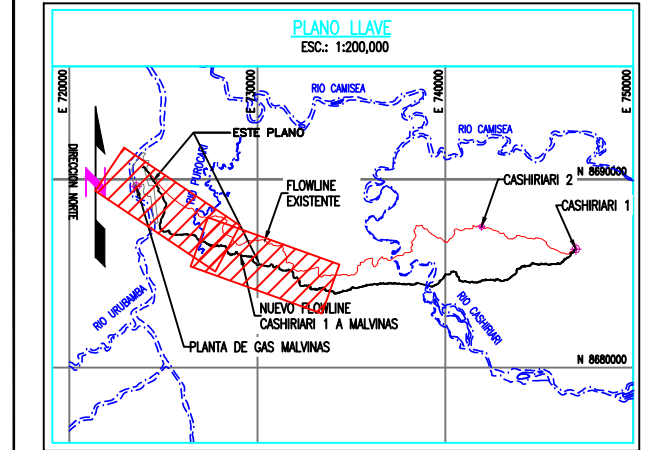 PLANO LLAVE
ESC.: 1:200,000
E 720000
E 730000
E 740000
E 750000
RIO CAMISEA
RIO CAMISEA
ESTE PLANO
DIRECCION NORTE
N
RIO PUROCARI
N 8690000
FLOWLINE
EXISTENTE
CASHIRIARI 2
CASHIRIARI 1
RIO URUBAMBA
NUEVO FLOWLINE
CASHIRIARI 1 A MALVINAS
RIO CASHIRIARI
PLANTA DE GAS MALVINAS
N 8680000